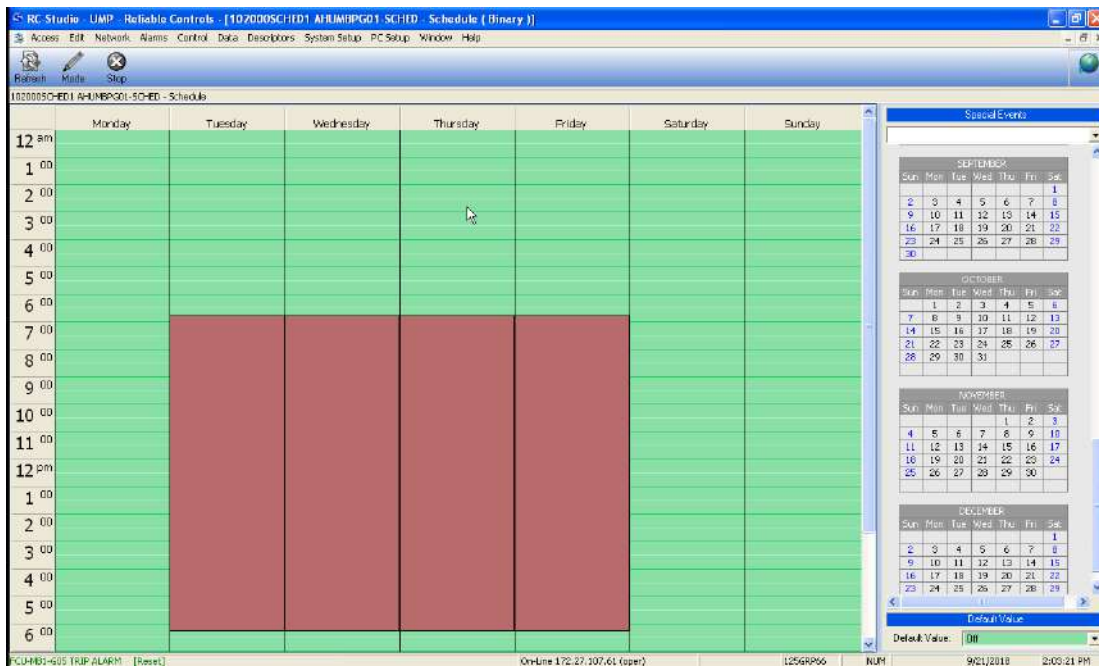 RC-Studio - UMP - Reliable Controls - [102000SCHED1 AHUMBPG01-SCHED - Schedule ( Binary )]
Access Edit Network Alarms Control Data Descriptors System Setup PC Setup Window Help
Refresh Mode Stop
102000SCHED1 AHUMBPG01-SCHED - Schedule
Monday Tuesday Wednesday Thursday Friday Saturday Sunday
12 am
1 00
2 00
3 00
4 00
5 00
6 00
7 00
8 00
9 00
10 00
11 00
12 pm
1 00
2 00
3 00
4 00
5 00
6 00
Special Events
SEPTEMBER
Sun Mon Tue Wed Thu Fri Sat
1
2 3 4 5 6 7 8
9 10 11 12 13 14 15
16 17 18 19 20 21 22
23 24 25 26 27 28 29
30
OCTOBER
Sun Mon Tue Wed Thu Fri Sat
1 2 3 4 5 6
7 8 9 10 11 12 13
14 15 16 17 18 19 20
21 22 23 24 25 26 27
28 29 30 31
NOVEMBER
Sun Mon Tue Wed Thu Fri Sat
1 2 3
4 5 6 7 8 9 10
11 12 13 14 15 16 17
18 19 20 21 22 23 24
25 26 27 28 29 30
DECEMBER
Sun Mon Tue Wed Thu Fri Sat
1
2 3 4 5 6 7 8
9 10 11 12 13 14 15
16 17 18 19 20 21 22
23 24 25 26 27 28 29
Default Value
Default Value: Off
FCU-MB1-G05 TRIP ALARM [Reset] On-Line 172.27.107.61 (oper) 125GRP66 NUM 9/21/2018 2:03:21 PM